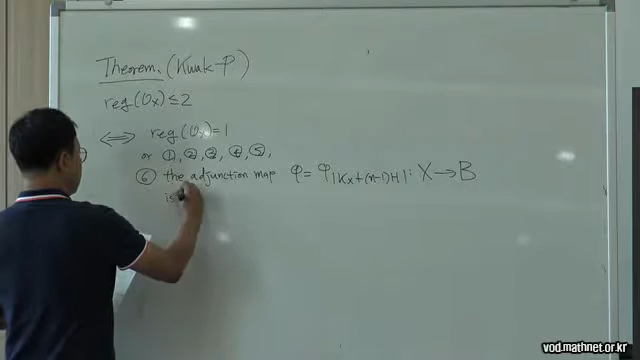 Theorem. (Kwak-P)
reg(O_X) ≤ 2
⟺ reg(O_X) = 1
or ①, ②, ③, ④, ⑤,
⑥ the adjunction map φ = φ_{|K_X+(n-1)H|} : X → B
is
vod.mathnet.or.kr